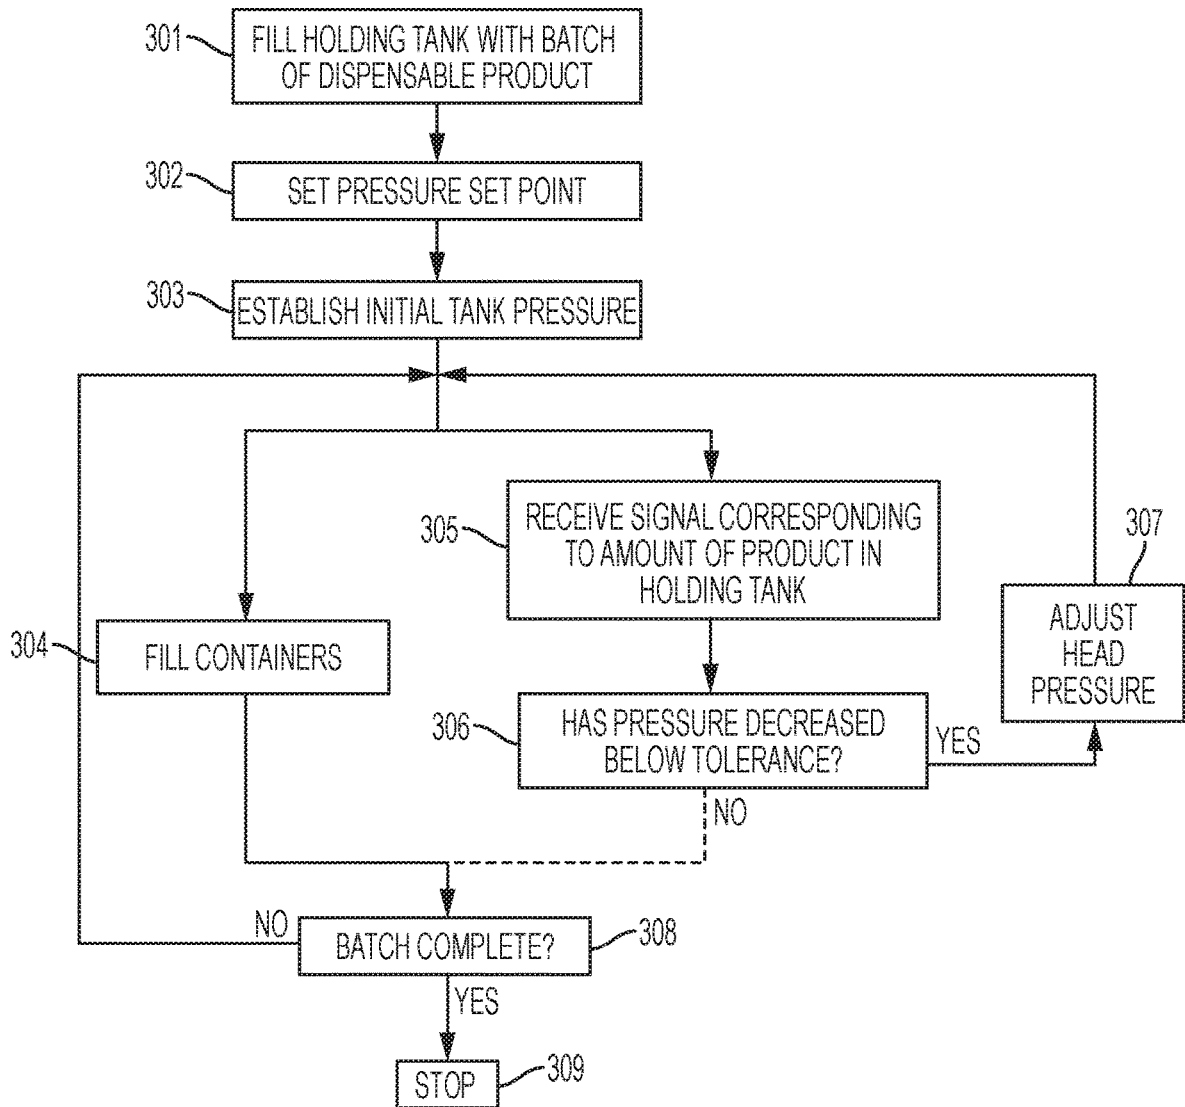 301
FILL HOLDING TANK WITH BATCH
OF DISPENSABLE PRODUCT
302
SET PRESSURE SET POINT
303
ESTABLISH INITIAL TANK PRESSURE
305
RECEIVE SIGNAL CORRESPONDING
TO AMOUNT OF PRODUCT IN
HOLDING TANK
307
ADJUST
HEAD
PRESSURE
304
FILL CONTAINERS
306
HAS PRESSURE DECREASED
BELOW TOLERANCE?
YES
NO
NO
BATCH COMPLETE?
308
YES
STOP
309